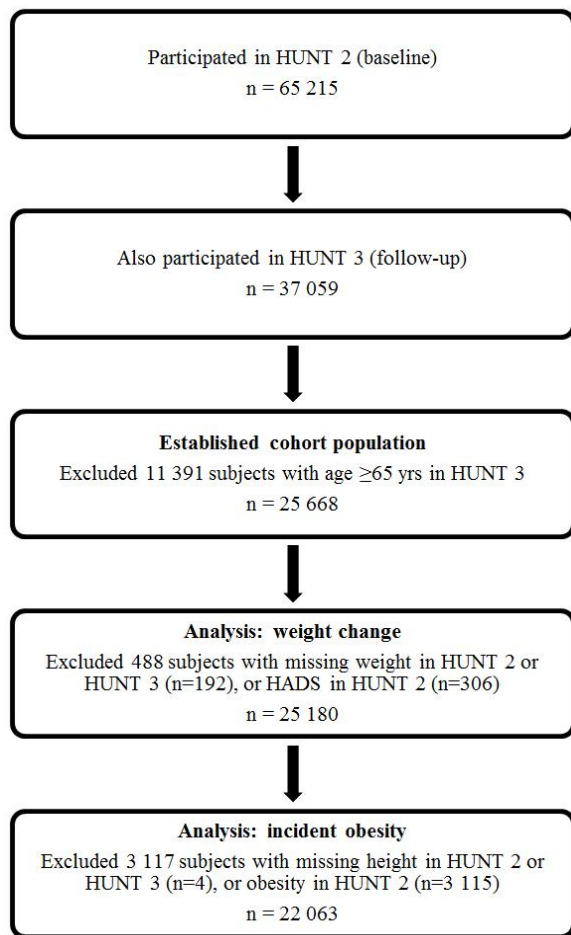 Participated in HUNT 2 (baseline)
n = 65 215
Also participated in HUNT 3 (follow-up)
n = 37 059
Established cohort population
Excluded 11 391 subjects with age ≥65 yrs in HUNT 3
n = 25 668
Analysis: weight change
Excluded 488 subjects with missing weight in HUNT 2 or
HUNT 3 (n=192), or HADS in HUNT 2 (n=306)
n = 25 180
Analysis: incident obesity
Excluded 3 117 subjects with missing height in HUNT 2 or
HUNT 3 (n=4), or obesity in HUNT 2 (n=3 115)
n = 22 063